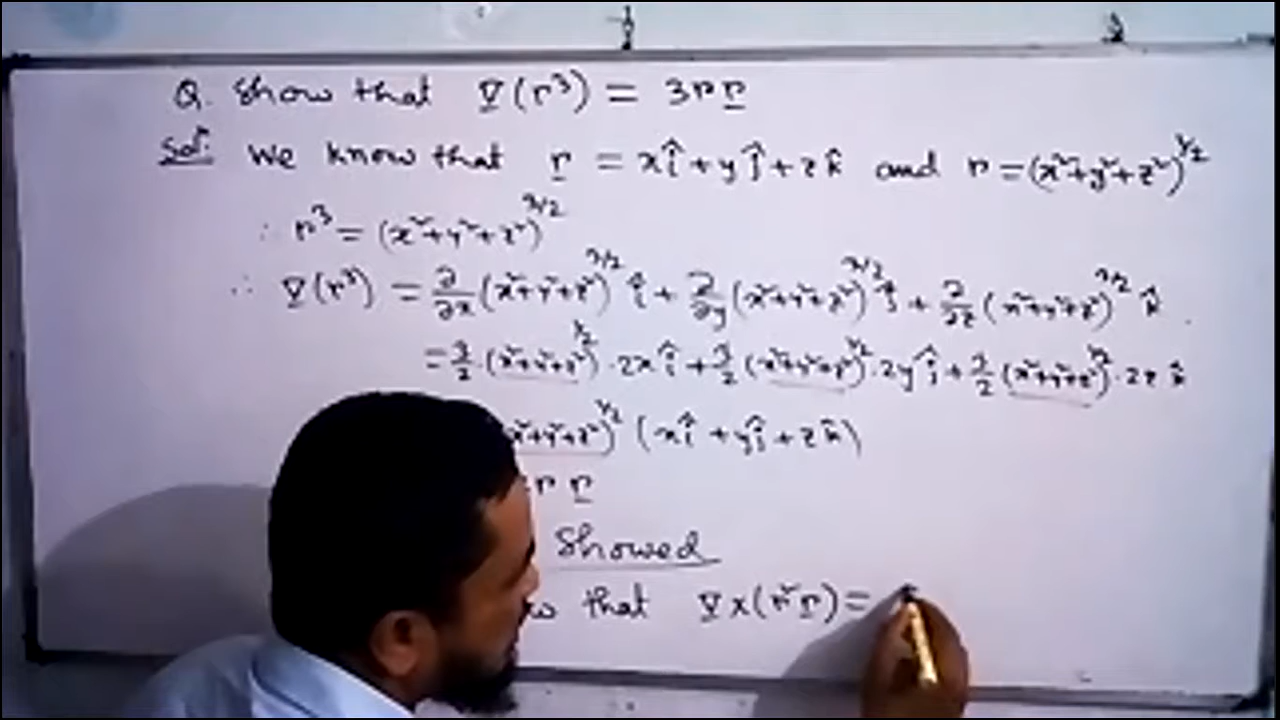 Q. Show that ∇(r³) = 3r r
Solⁿ: We know that r = xî + yĵ + zk̂ and r = (x²+y²+z²)^1/2
∴ r³ = (x²+y²+z²)^3/2
∴ ∇(r³) = ∂/∂x (x²+y²+z²)^3/2 î + ∂/∂y (x²+y²+z²)^3/2 ĵ + ∂/∂z (x²+y²+z²)^3/2 k̂
= 3/2 (x²+y²+z²)^1/2 · 2x î + 3/2 (x²+y²+z²)^1/2 · 2y ĵ + 3/2 (x²+y²+z²)^1/2 · 2z k̂
x²+y²+z²)^1/2 (xî + yĵ + zk̂)
r r
Showed
that ∇×(r²r) =